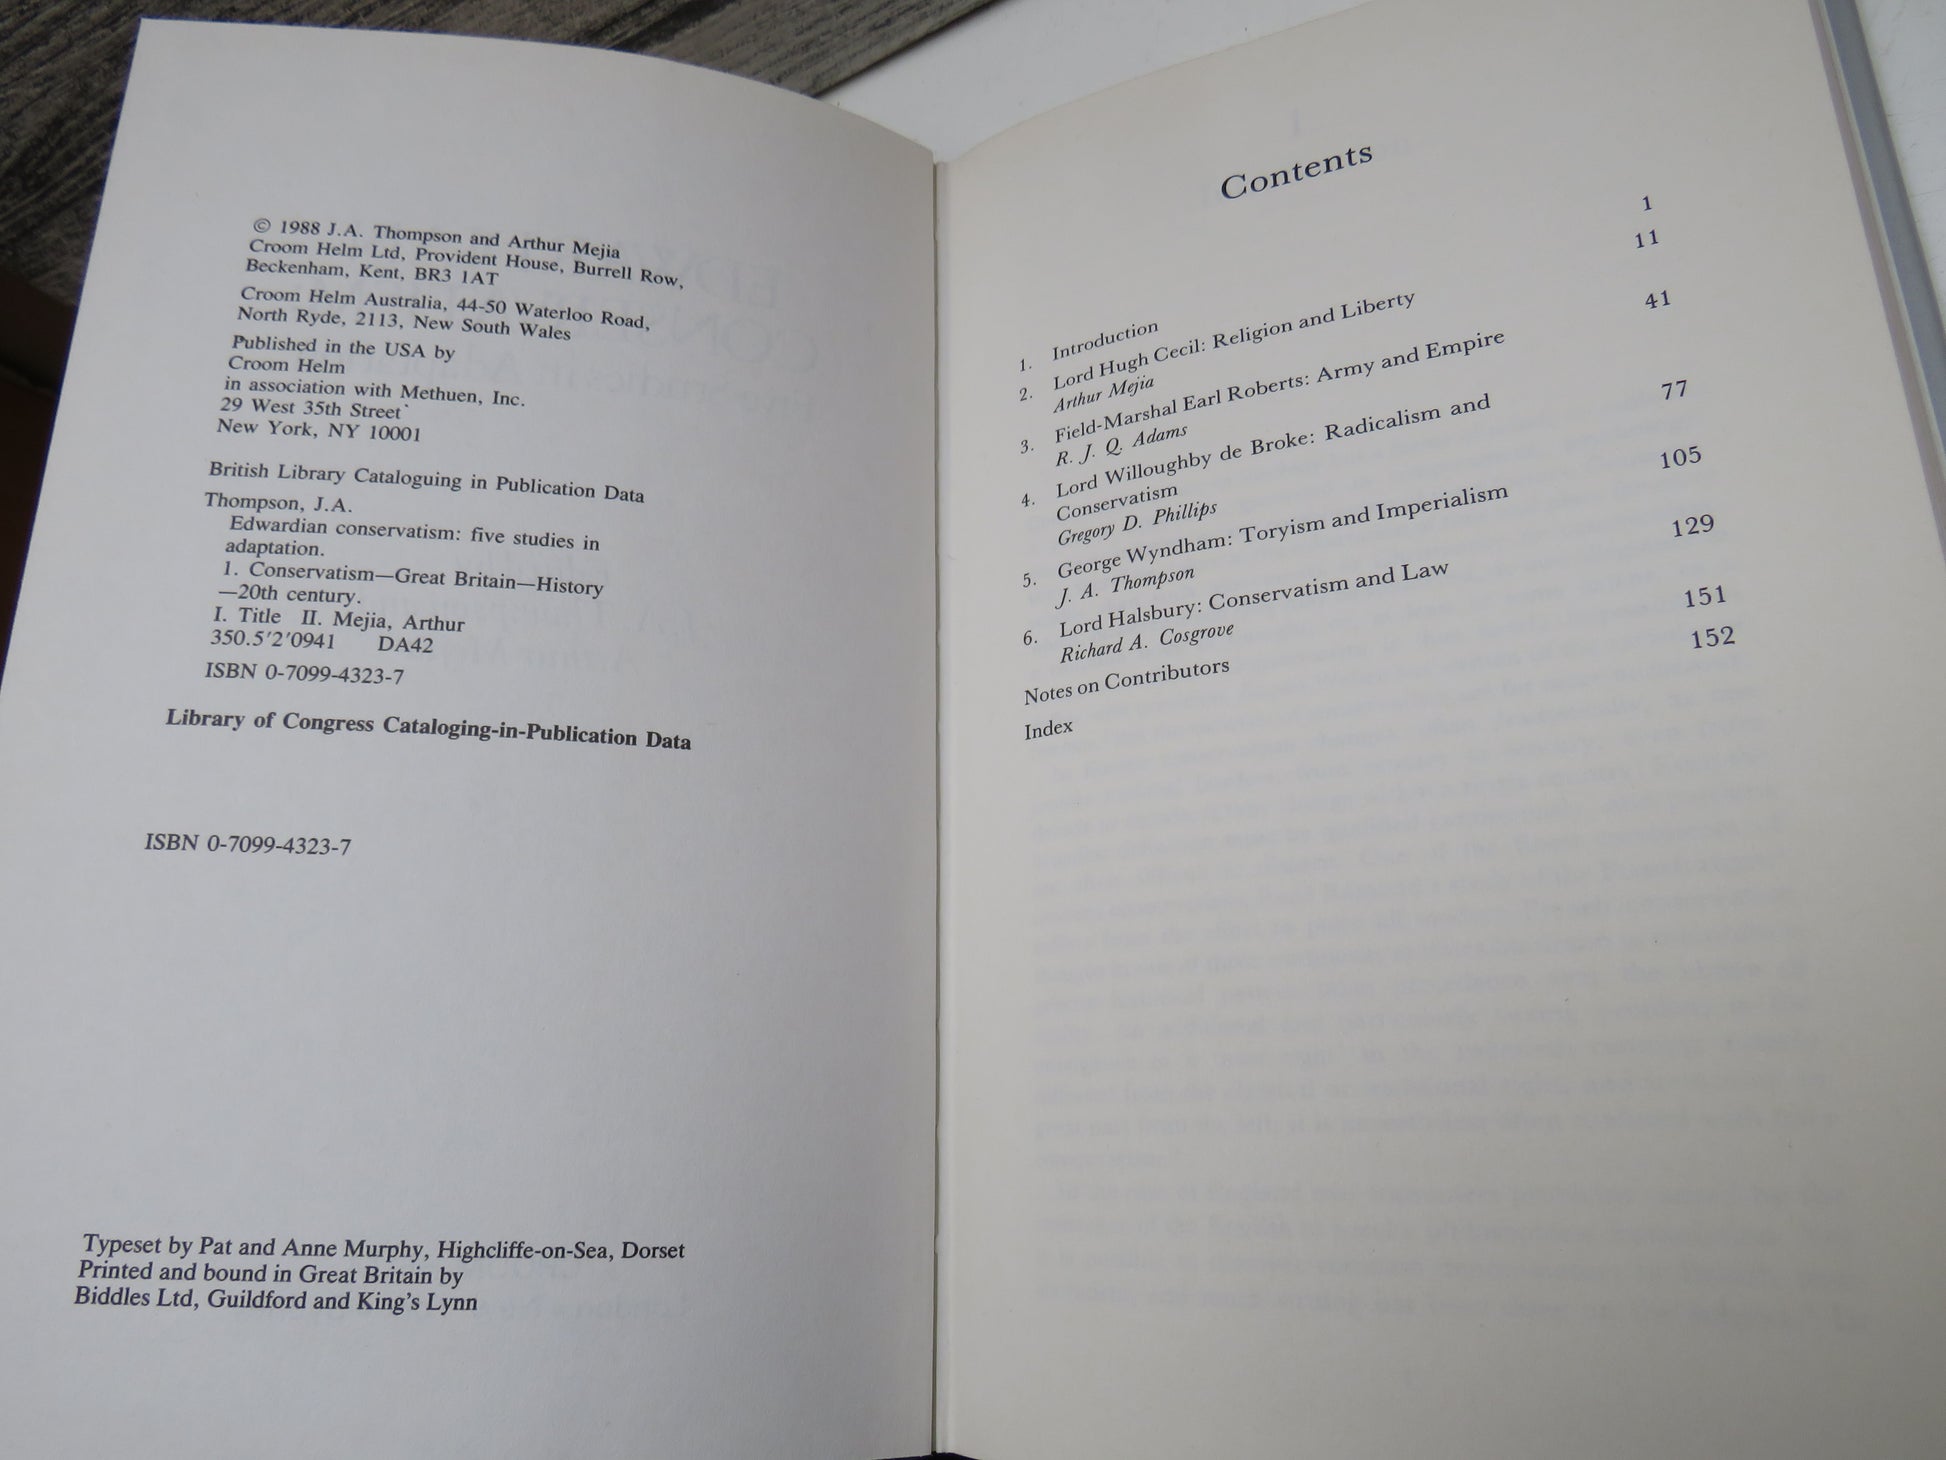 © 1988 J.A. Thompson and Arthur Mejia
Croom Helm Ltd, Provident House, Burrell Row,
Beckenham, Kent, BR3 1AT
Croom Helm Australia, 44-50 Waterloo Road,
North Ryde, 2113, New South Wales
Published in the USA by
Croom Helm
in association with Methuen, Inc.
29 West 35th Street
New York, NY 10001
British Library Cataloguing in Publication Data
Thompson, J.A.
Edwardian conservatism: five studies in
adaptation.
1. Conservatism—Great Britain—History
—20th century.
I. Title II. Mejia, Arthur
350.5'2'0941 DA42
ISBN 0-7099-4323-7
Library of Congress Cataloging-in-Publication Data
ISBN 0-7099-4323-7
Typeset by Pat and Anne Murphy, Highcliffe-on-Sea, Dorset
Printed and bound in Great Britain by
Biddles Ltd, Guildford and King's Lynn
Contents
1. Introduction 1
2. Lord Hugh Cecil: Religion and Liberty 11
Arthur Mejia
3. Field-Marshal Earl Roberts: Army and Empire 41
R. J. Q. Adams
4. Lord Willoughby de Broke: Radicalism and
Conservatism 77
Gregory D. Phillips
5. George Wyndham: Toryism and Imperialism 105
J. A. Thompson
6. Lord Halsbury: Conservatism and Law 129
Richard A. Cosgrove
Notes on Contributors 151
Index 152